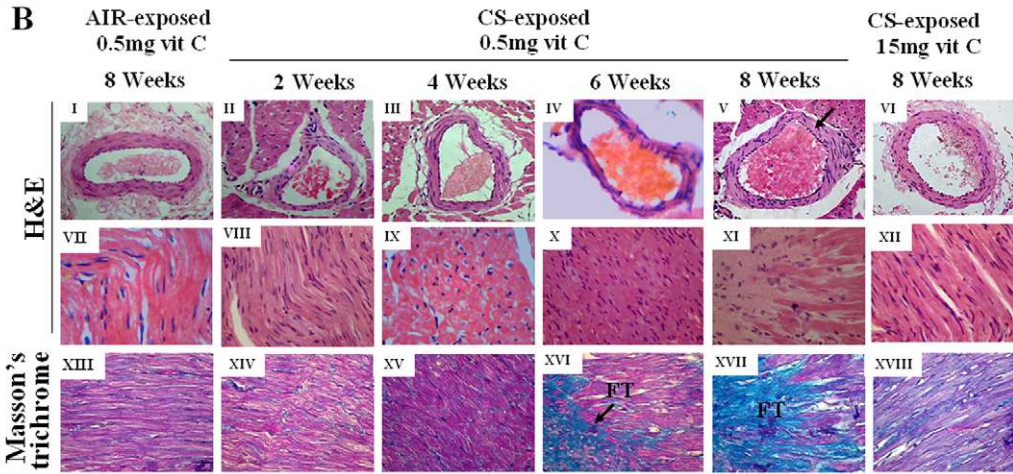 B
AIR-exposed
0.5mg vit C
CS-exposed
0.5mg vit C
CS-exposed
15mg vit C
8 Weeks
2 Weeks
4 Weeks
6 Weeks
8 Weeks
8 Weeks
H&E
I
II
III
IV
V
VI
VII
VIII
IX
X
XI
XII
Masson's
trichrome
XIII
XIV
XV
XVI
XVII
XVIII
FT
FT